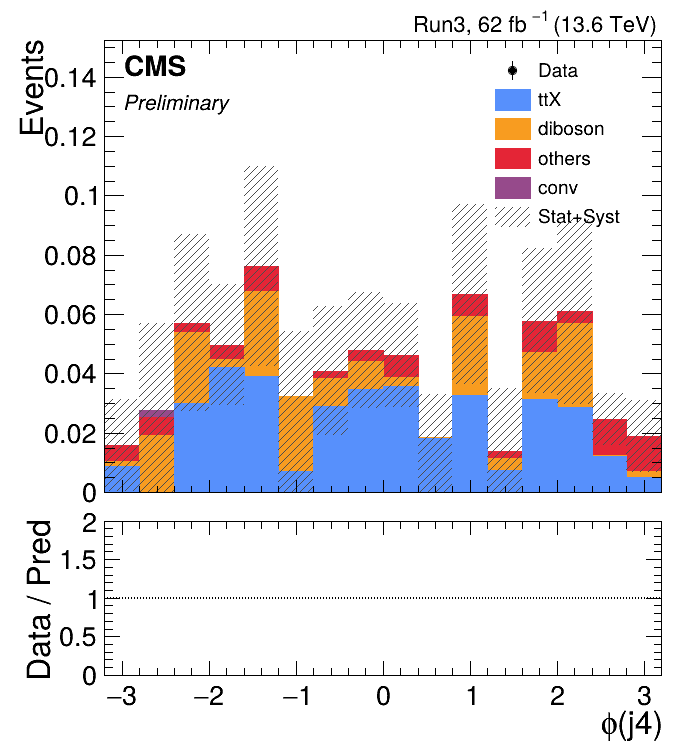 Run3, 62 fb⁻¹ (13.6 TeV)
Events
CMS
Preliminary
Data
ttX
diboson
others
conv
Stat+Syst
0.14
0.12
0.1
0.08
0.06
0.04
0.02
0
Data / Pred
2
1.5
1
0.5
0
−3 −2 −1 0 1 2 3
ϕ(j4)